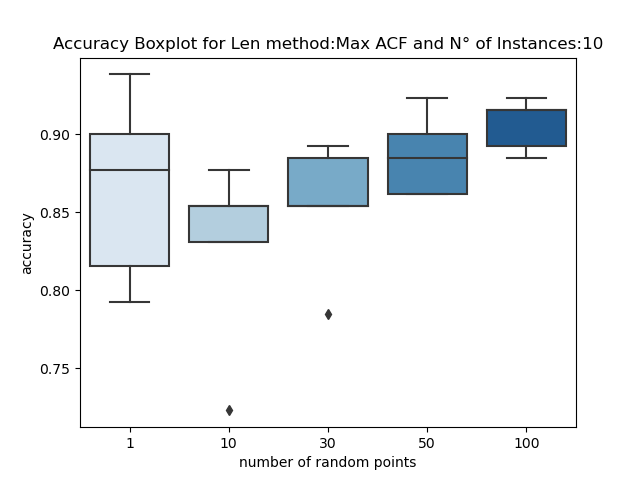 Accuracy Boxplot for Len method:Max ACF and N° of Instances:10
0.90
0.85
0.80
0.75
accuracy
1 10 30 50 100
number of random points